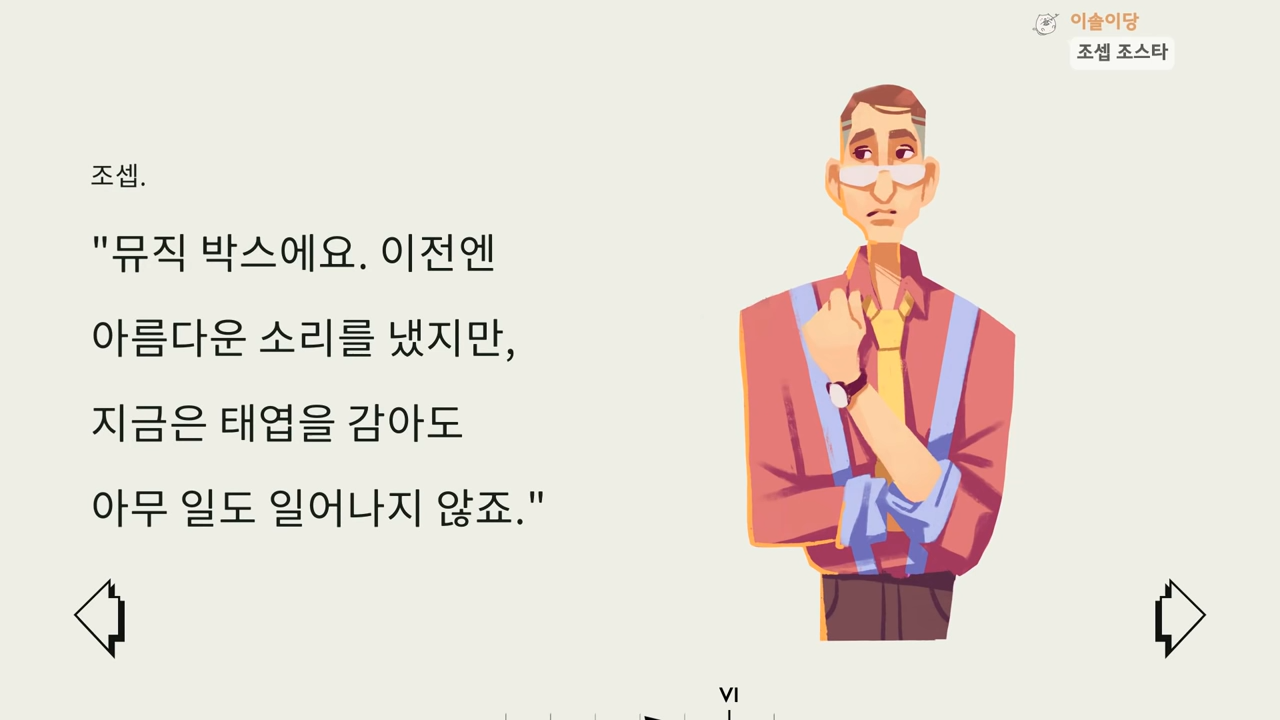 이솔이당
조셉 조스타
조셉.
"뮤직 박스에요. 이전엔
아름다운 소리를 냈지만,
지금은 태엽을 감아도
아무 일도 일어나지 않죠."
VI